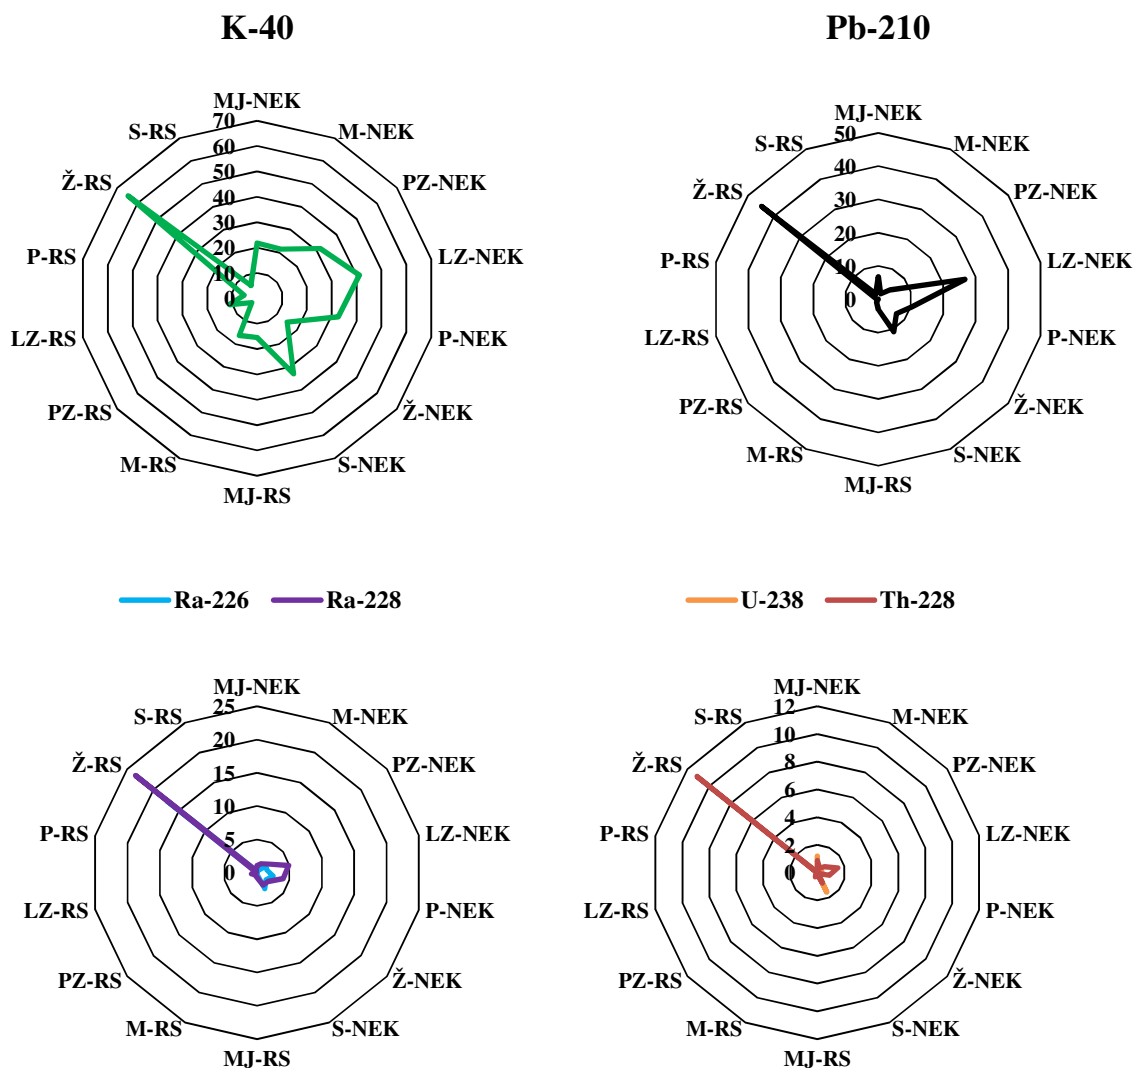 K-40
MJ-NEK
M-NEK
PZ-NEK
LZ-NEK
P-NEK
Ž-NEK
S-NEK
MJ-RS
M-RS
PZ-RS
LZ-RS
P-RS
Ž-RS
S-RS
70
60
50
40
30
20
10
0
Pb-210
MJ-NEK
M-NEK
PZ-NEK
LZ-NEK
P-NEK
Ž-NEK
S-NEK
MJ-RS
M-RS
PZ-RS
LZ-RS
P-RS
Ž-RS
S-RS
50
40
30
20
10
0
Ra-226 Ra-228
MJ-NEK
M-NEK
PZ-NEK
LZ-NEK
P-NEK
Ž-NEK
S-NEK
MJ-RS
M-RS
PZ-RS
LZ-RS
P-RS
Ž-RS
S-RS
25
20
15
10
5
0
U-238 Th-228
MJ-NEK
M-NEK
PZ-NEK
LZ-NEK
P-NEK
Ž-NEK
S-NEK
MJ-RS
M-RS
PZ-RS
LZ-RS
P-RS
Ž-RS
S-RS
12
10
8
6
4
2
0